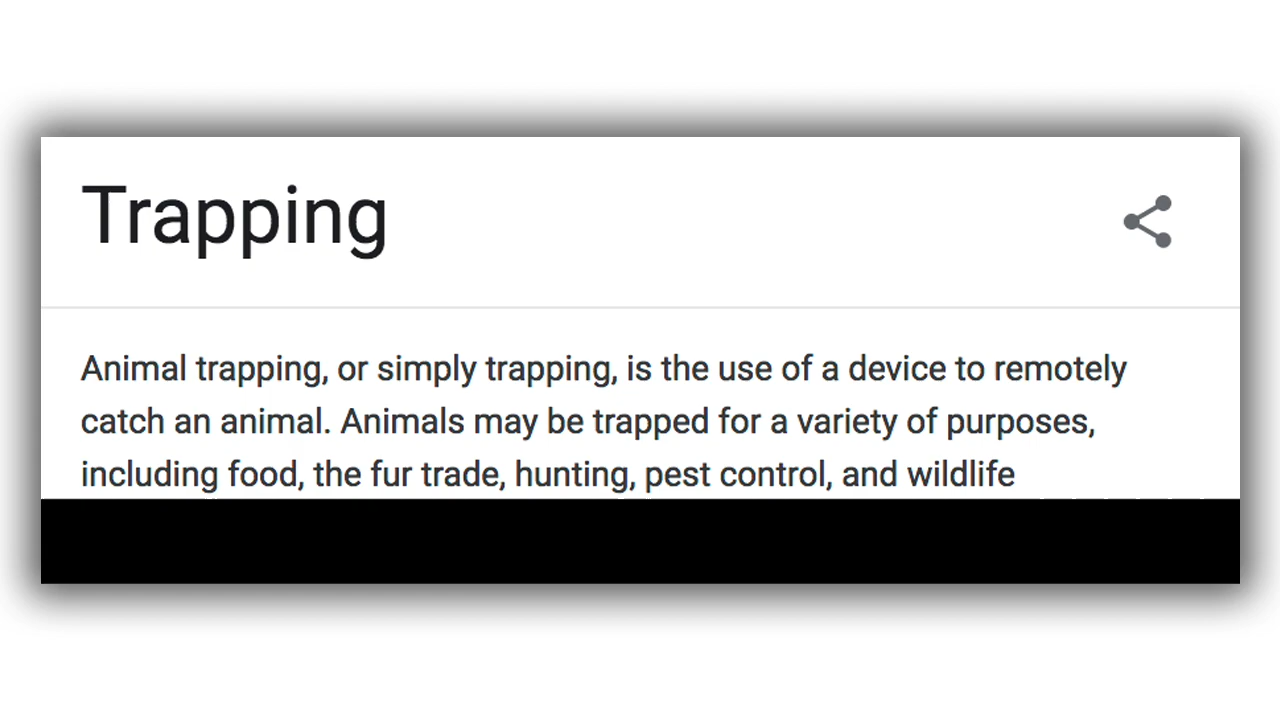 Trapping
Animal trapping, or simply trapping, is the use of a device to remotely
catch an animal. Animals may be trapped for a variety of purposes,
including food, the fur trade, hunting, pest control, and wildlife